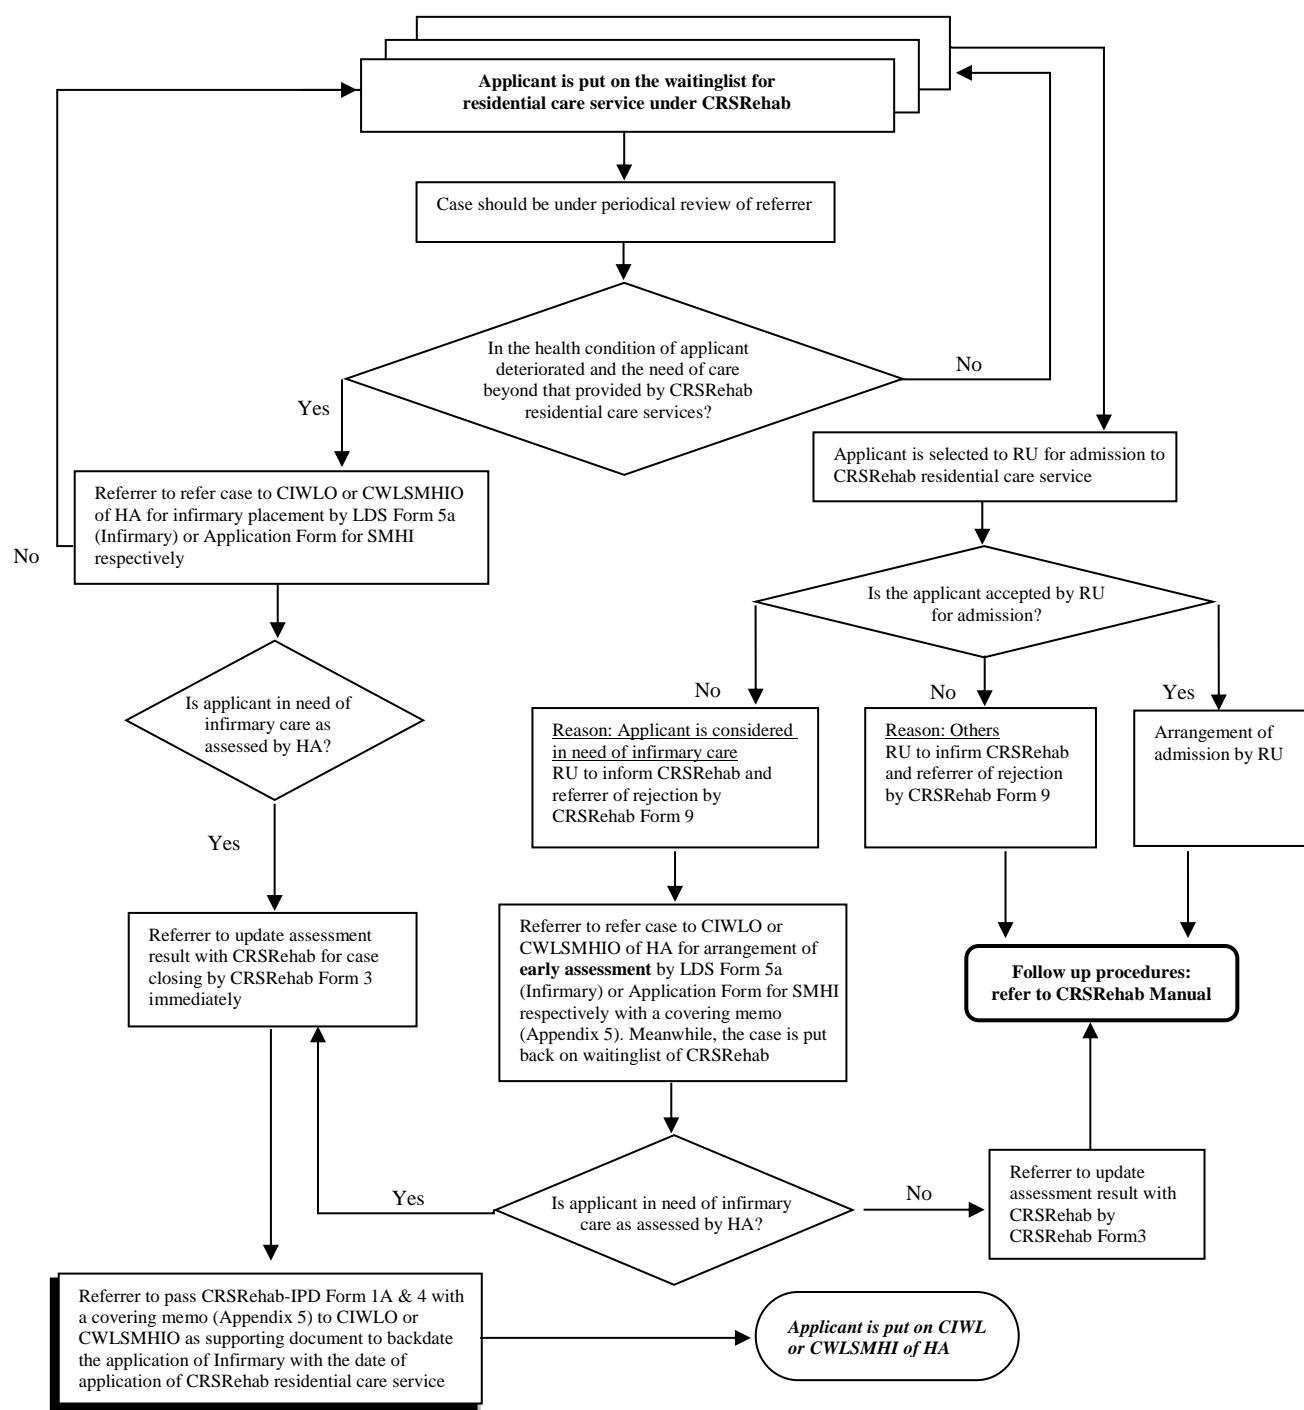 Applicant is put on the waitinglist for
residential care service under CRSRehab
Case should be under periodical review of referrer
In the health condition of applicant
deteriorated and the need of care
beyond that provided by CRSRehab
residential care services?
No
Yes
Applicant is selected to RU for admission to
CRSRehab residential care service
Referrer to refer case to CIWLO or CWLSMHIO
of HA for infirmary placement by LDS Form 5a
(Infirmary) or Application Form for SMHI
respectively
No
Is the applicant accepted by RU
for admission?
Is applicant in need of
infirmary care as
assessed by HA?
No
No
Yes
Reason: Applicant is considered
in need of infirmary care
RU to inform CRSRehab and
referrer of rejection by
CRSRehab Form 9
Reason: Others
RU to infirm CRSRehab
and referrer of rejection
by CRSRehab Form 9
Arrangement of
admission by RU
Yes
Referrer to update assessment
result with CRSRehab for case
closing by CRSRehab Form 3
immediately
Referrer to refer case to CIWLO or
CWLSMHIO of HA for arrangement of
early assessment by LDS Form 5a
(Infirmary) or Application Form for SMHI
respectively with a covering memo
(Appendix 5). Meanwhile, the case is put
back on waitinglist of CRSRehab
Follow up procedures:
refer to CRSRehab Manual
Yes
Is applicant in need of infirmary
care as assessed by HA?
No
Referrer to update
assessment result with
CRSRehab by
CRSRehab Form3
Referrer to pass CRSRehab-IPD Form 1A & 4 with
a covering memo (Appendix 5) to CIWLO or
CWLSMHIO as supporting document to backdate
the application of Infirmary with the date of
application of CRSRehab residential care service
Applicant is put on CIWL
or CWLSMHI of HA